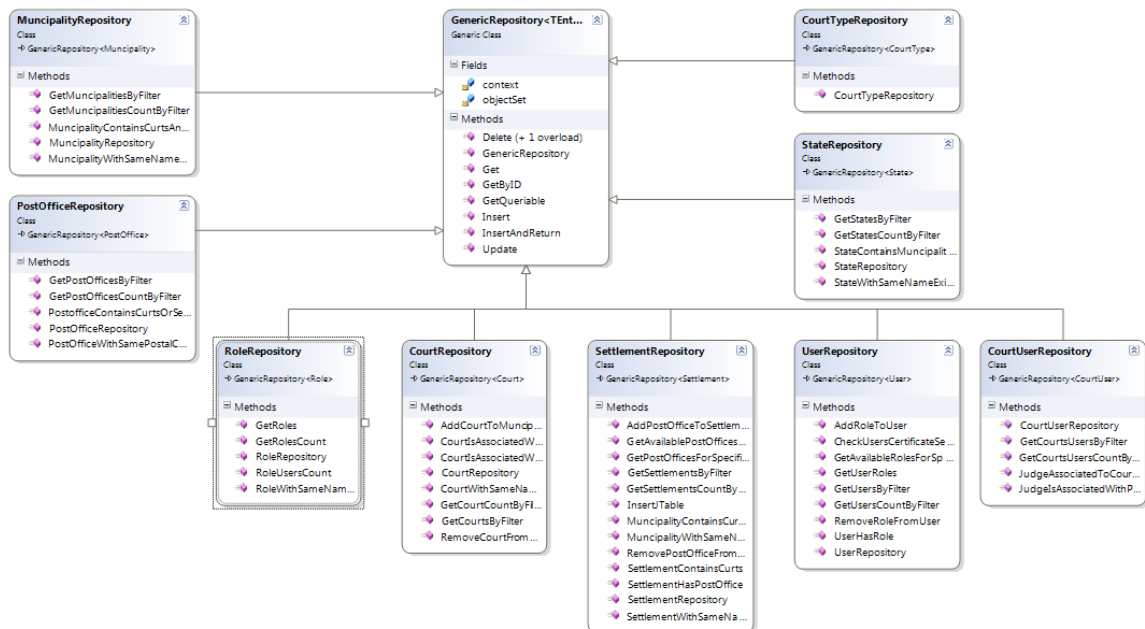 MuncipalityRepository
Class
GenericRepository<Muncipality>
Methods
GetMuncipalitiesByFilter
GetMuncipalitiesCountByFilter
MuncipalityContainsCurtsAn...
MuncipalityRepository
MuncipalityWithSameName...
PostOfficeRepository
Class
GenericRepository<PostOffice>
Methods
GetPostOfficesByFilter
GetPostOfficesCountByFilter
PostofficeContainsCurtsOrSe...
PostOfficeRepository
PostOfficeWithSamePostalC...
GenericRepository<TEnt...
Generic Class
Fields
context
objectSet
Methods
Delete (+ 1 overload)
GenericRepository
Get
GetByID
GetQueriable
Insert
InsertAndReturn
Update
CourtTypeRepository
Class
GenericRepository<CourtType>
Methods
CourtTypeRepository
StateRepository
Class
GenericRepository<State>
Methods
GetStatesByFilter
GetStatesCountByFilter
StateContainsMuncipalit...
StateRepository
StateWithSameNameExi...
RoleRepository
Class
GenericRepository<Role>
Methods
GetRoles
GetRolesCount
RoleRepository
RoleUsersCount
RoleWithSameNam...
CourtRepository
Class
GenericRepository<Court>
Methods
AddCourtToMuncip...
CourtIsAssociatedW...
CourtIsAssociatedW...
CourtRepository
CourtWithSameNa...
GetCourtCountByFil...
GetCourtsByFilter
RemoveCourtFrom...
SettlementRepository
Class
GenericRepository<Settlement>
Methods
AddPostOfficeToSettlem...
GetAvailablePostOffices...
GetPostOfficesForSpecifi...
GetSettlementsByFilter
GetSettlementsCountBy...
InsertJTable
MuncipalityContainsCur...
MuncipalityWithSameN...
RemovePostOfficeFrom...
SettlementContainsCurts
SettlementHasPostOffice
SettlementRepository
SettlementWithSameNa...
UserRepository
Class
GenericRepository<User>
Methods
AddRoleToUser
CheckUsersCertificateSe...
GetAvailableRolesForSp...
GetUserRoles
GetUsersByFilter
GetUsersCountByFilter
RemoveRoleFromUser
UserHasRole
UserRepository
CourtUserRepository
Class
GenericRepository<CourtUser>
Methods
CourtUserRepository
GetCourtsUsersByFilter
GetCourtsUsersCountBy...
JudgeAssociatedToCour...
JudgeIsAssociatedWithP...